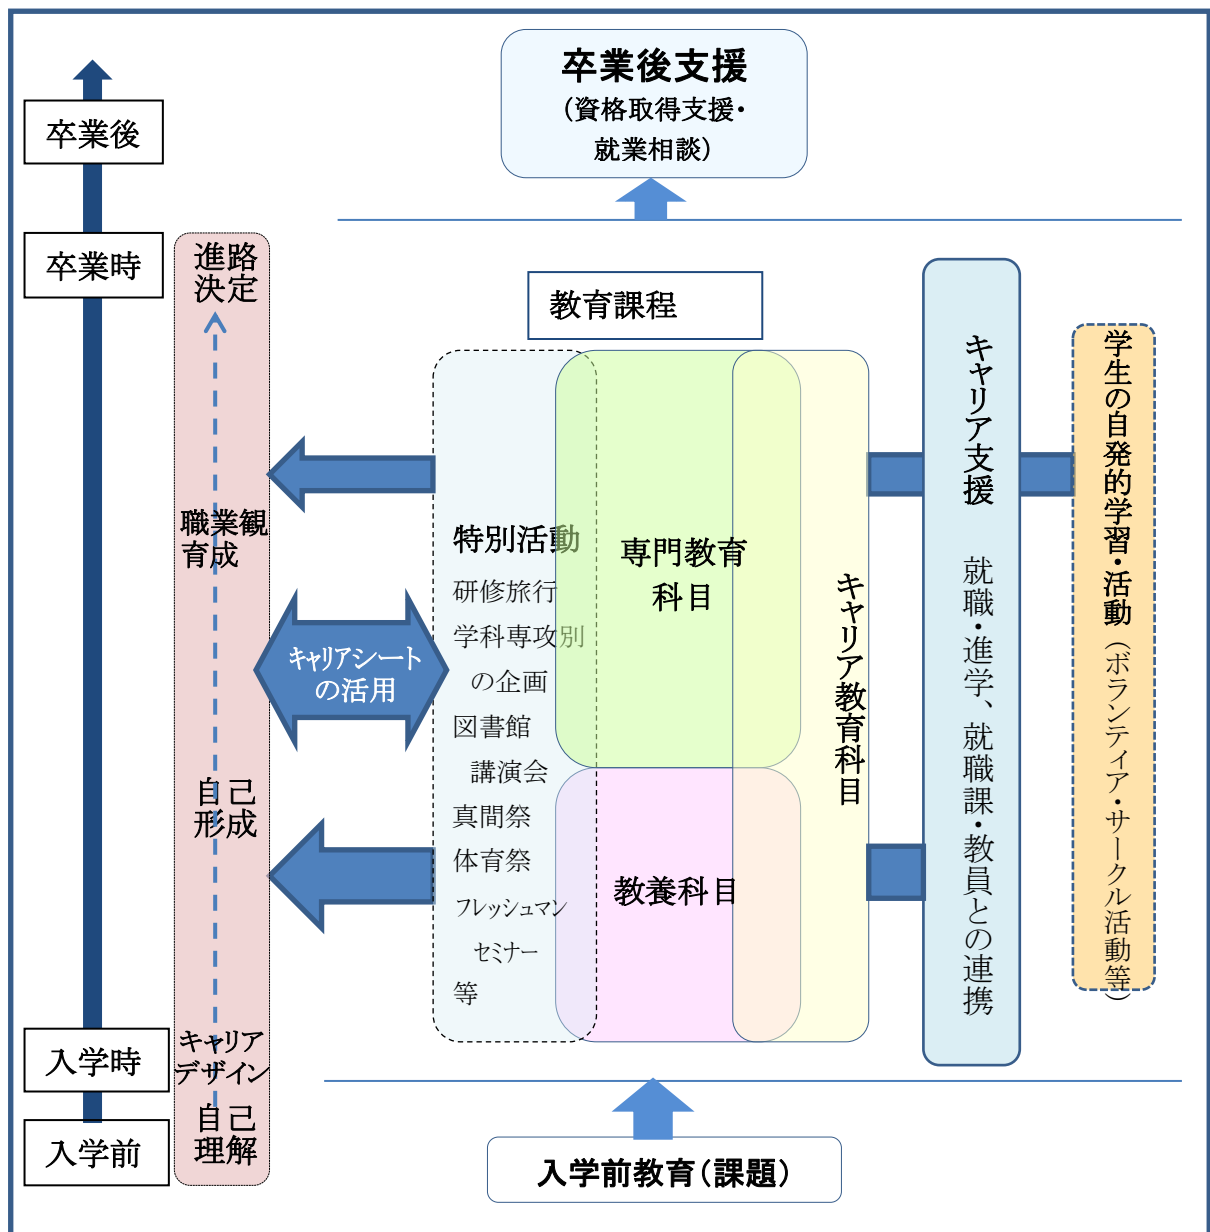 卒業後支援
（資格取得支援・
就業相談）
卒業後
卒業時
進路
決定
教育課程
職業観
育成
キャリアシート
の活用
自己
形成
キャリア
デザイン
自己
理解
入学時
入学前
特別活動
研修旅行
学科専攻別
の企画
図書館
講演会
真間祭
体育祭
フレッシュマン
セミナー
等
専門教育
科目
教養科目
キャリア教育科目
キャリア支援　就職・進学、就職課・教員との連携
学生の自発的学習・活動（ボランティア・サークル活動等）
入学前教育（課題）